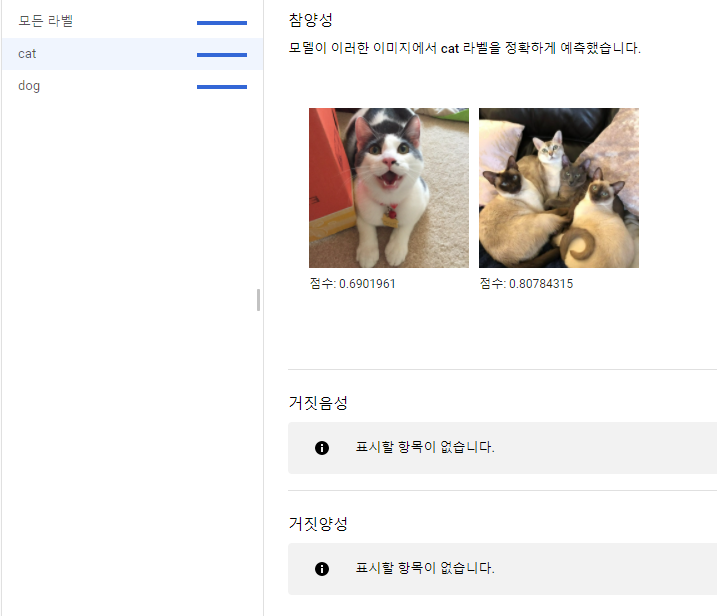 모든 라벨
cat
dog
참양성
모델이 이러한 이미지에서 cat 라벨을 정확하게 예측했습니다.
점수: 0.6901961
점수: 0.80784315
거짓음성
표시할 항목이 없습니다.
거짓양성
표시할 항목이 없습니다.